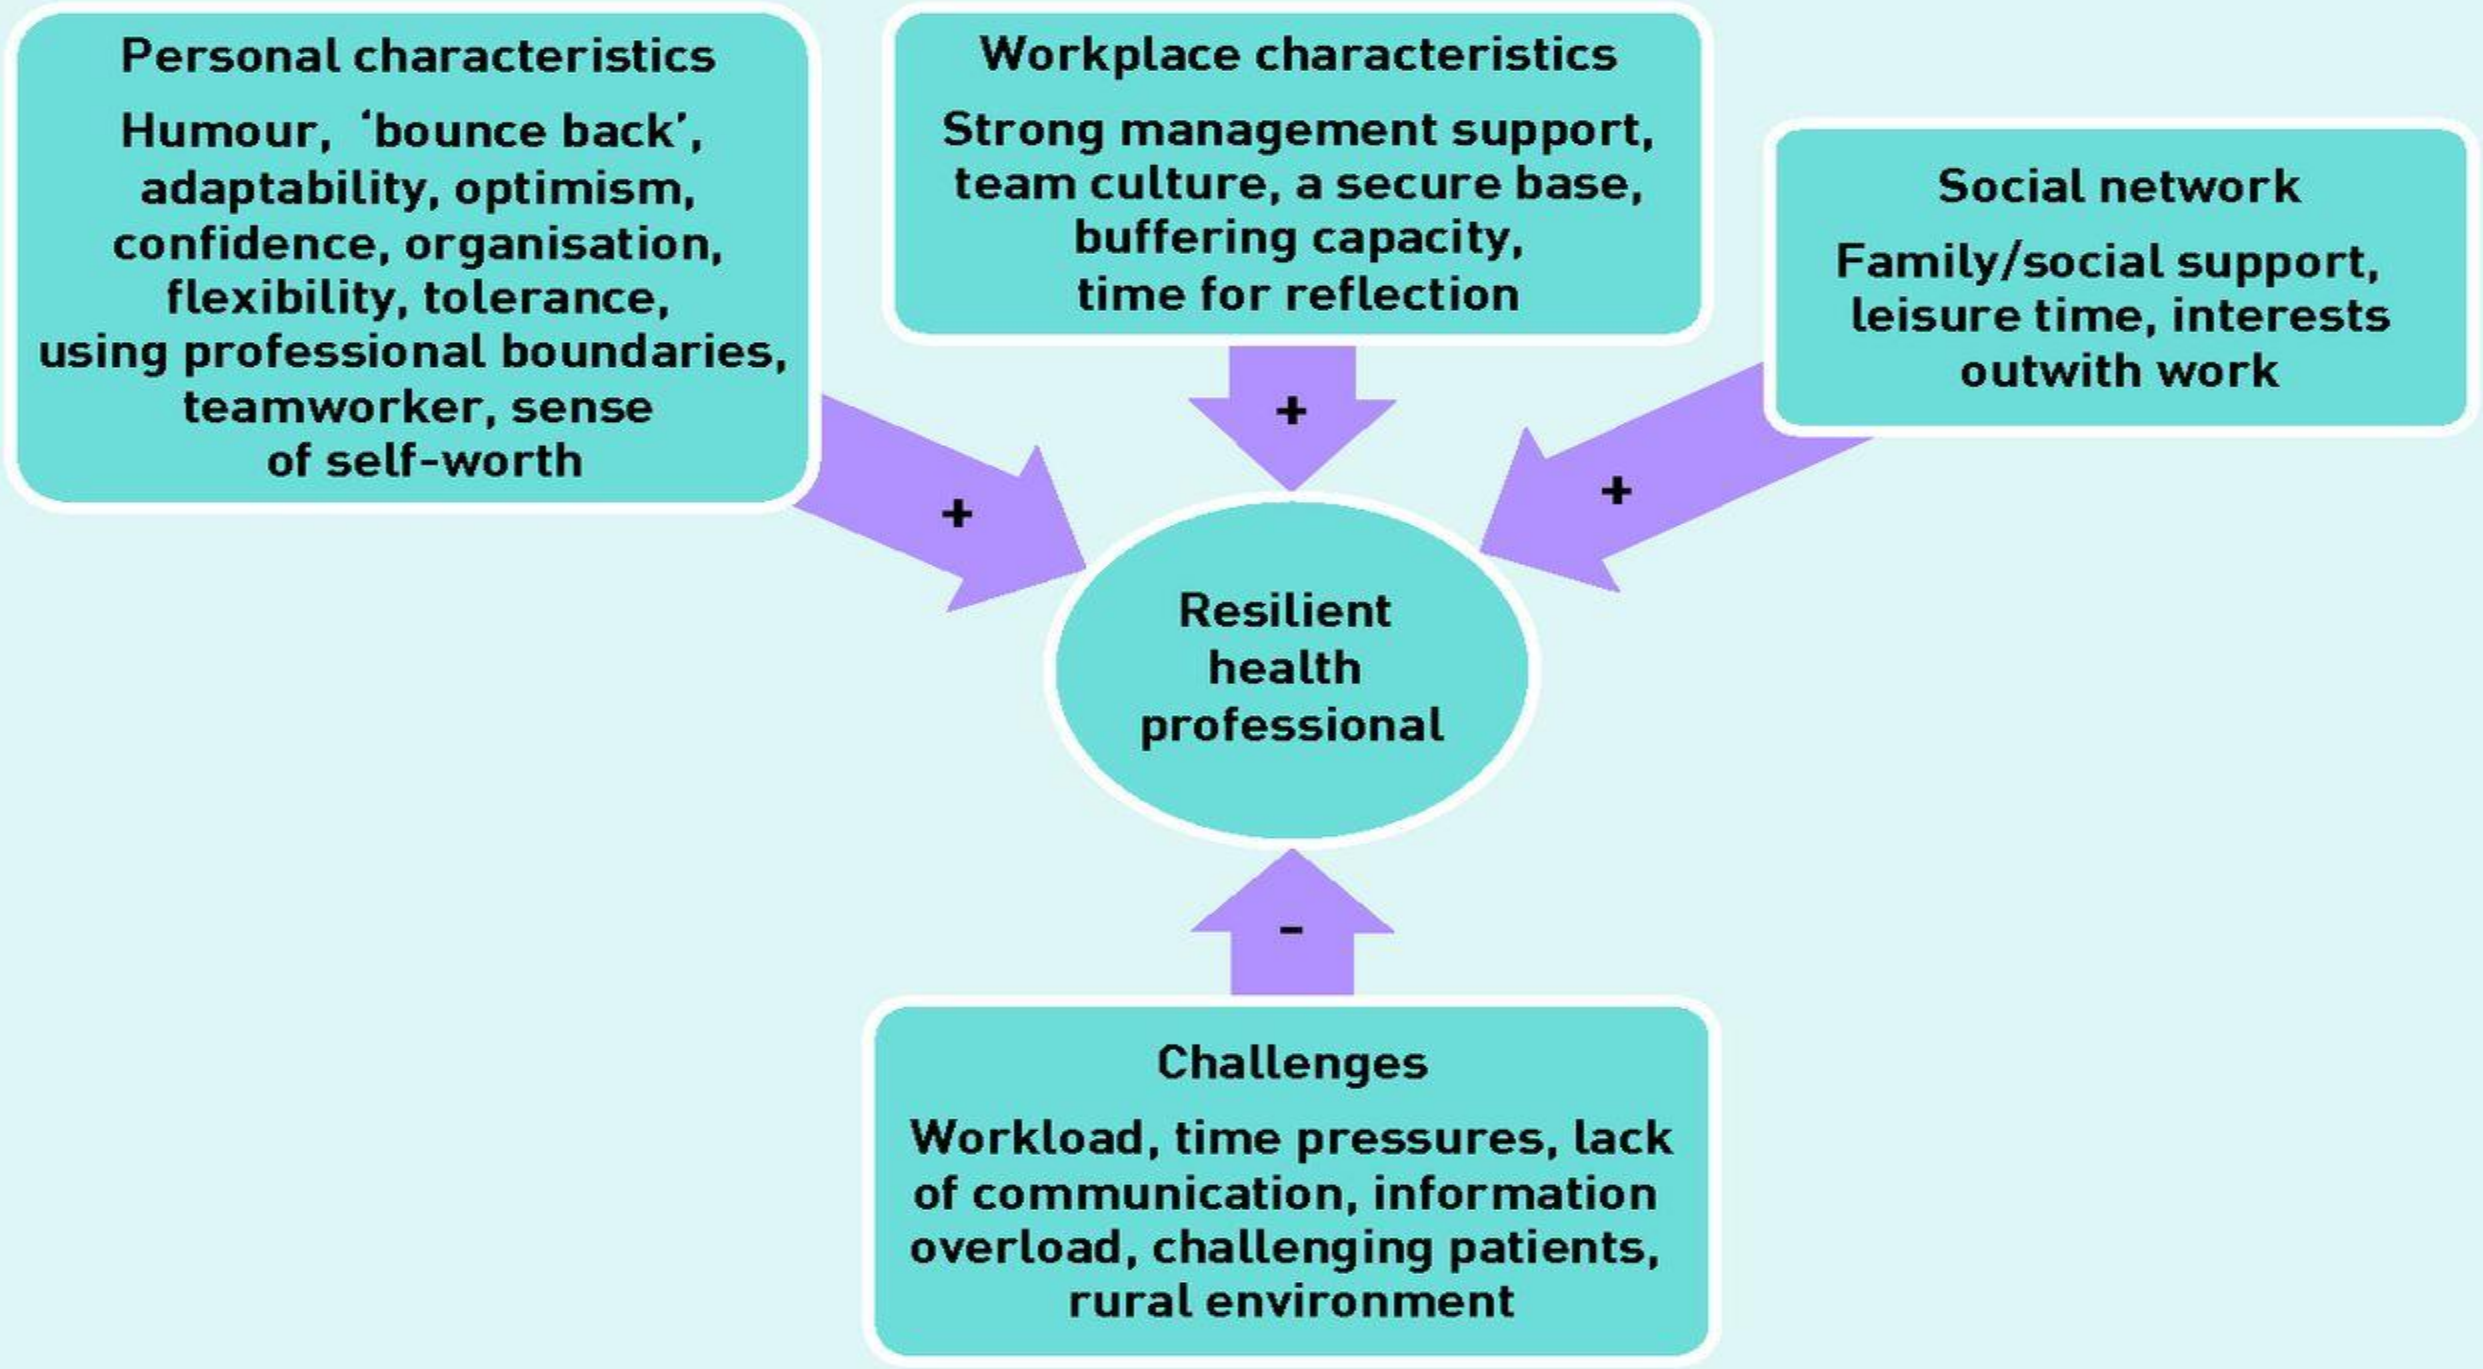 Personal characteristics
Humour, ‘bounce back’,
adaptability, optimism,
confidence, organisation,
flexibility, tolerance,
using professional boundaries,
teamworker, sense
of self-worth
+
Workplace characteristics
Strong management support,
team culture, a secure base,
buffering capacity,
time for reflection
+
Social network
Family/social support,
leisure time, interests
outwith work
+
Resilient
health
professional
-
Challenges
Workload, time pressures, lack
of communication, information
overload, challenging patients,
rural environment